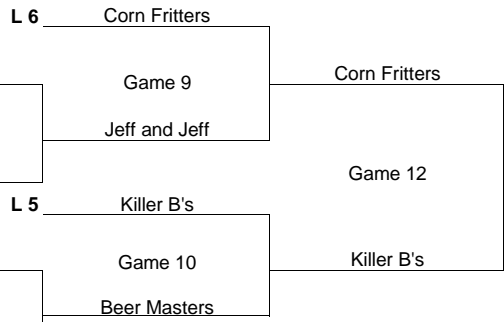 L 6 Corn Fritters
Game 9
Corn Fritters
Jeff and Jeff
Game 12
L 5 Killer B's
Game 10
Killer B's
Beer Masters